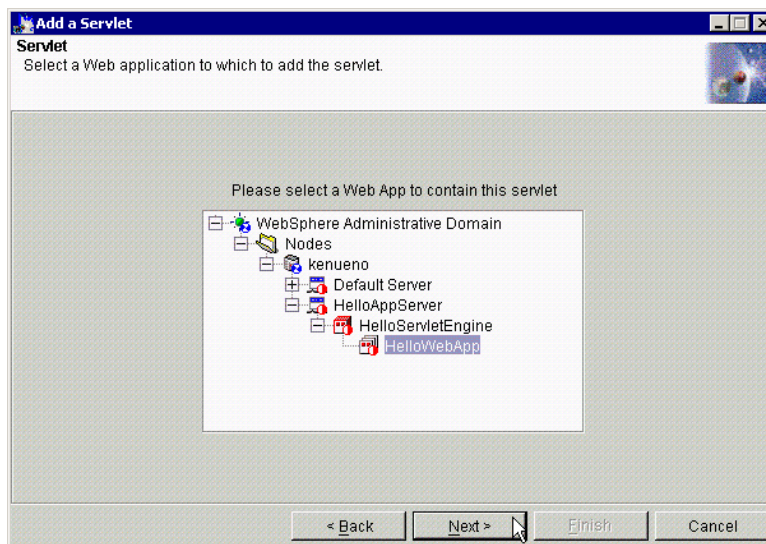 Add a Servlet
Servlet
Select a Web application to which to add the servlet.
Please select a Web App to contain this servlet
WebSphere Administrative Domain
Nodes
kenueno
Default Server
HelloAppServer
HelloServletEngine
HelloWebApp
< Back Next > Finish Cancel